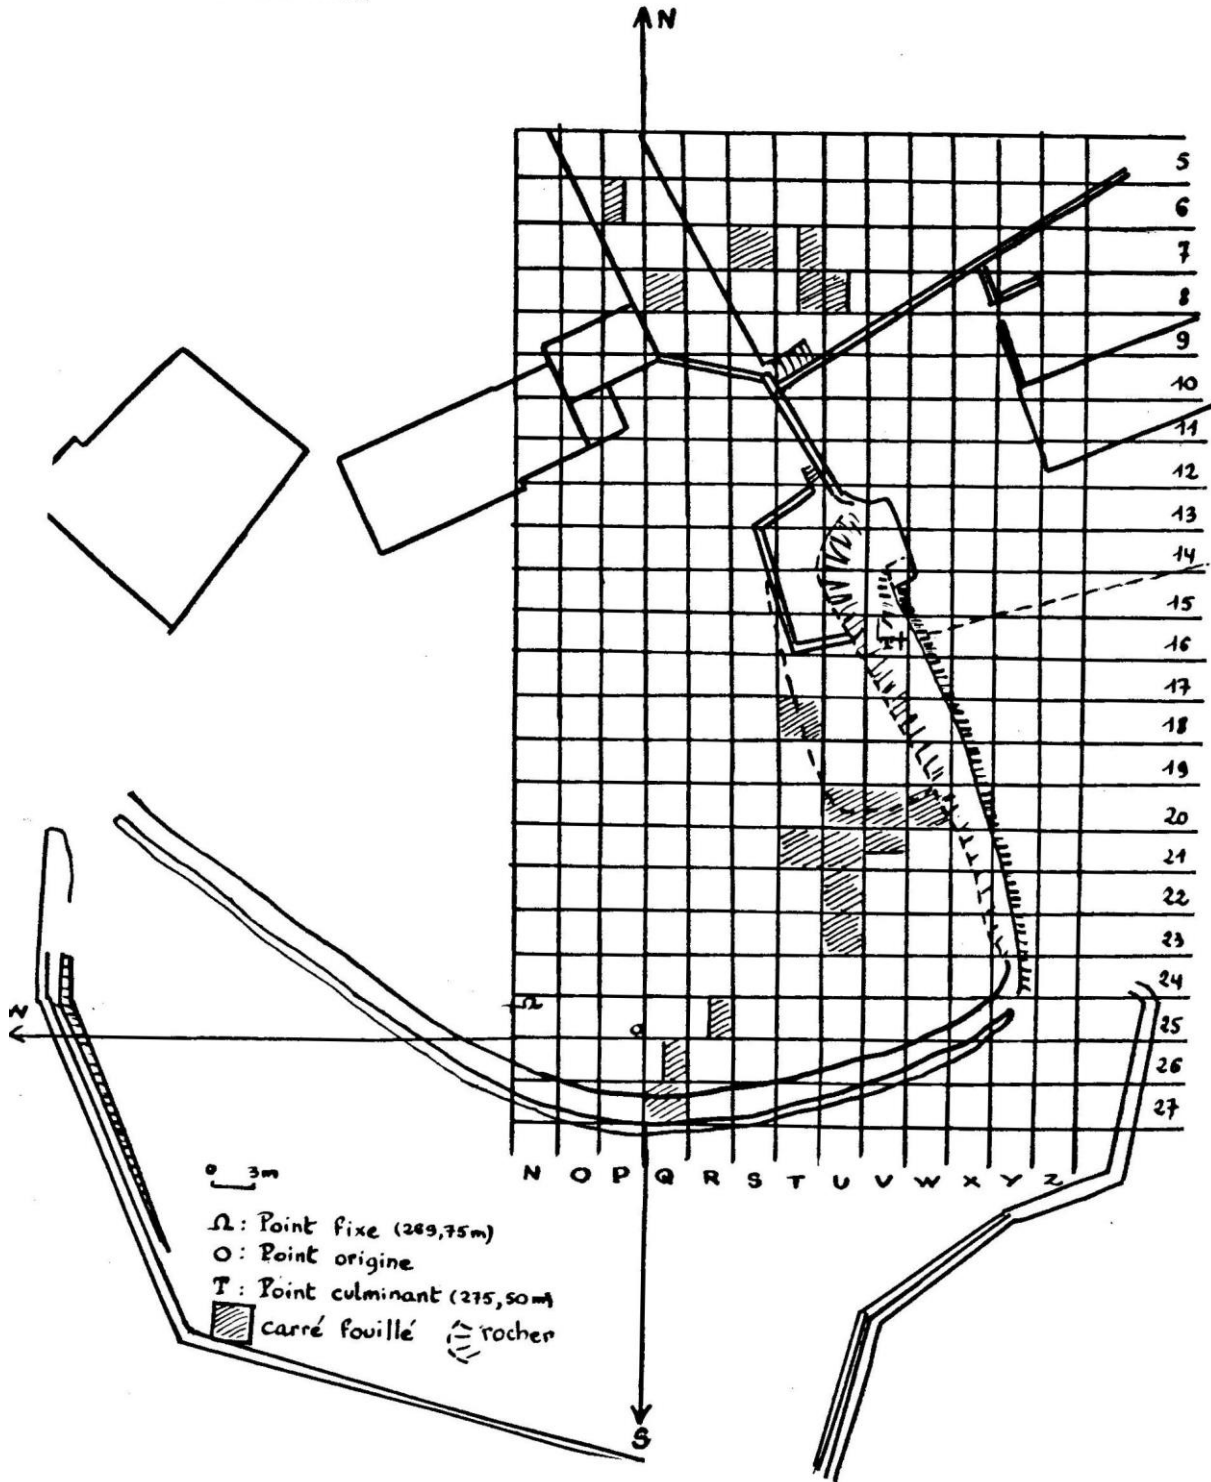 N
5
6
7
8
9
10
11
12
13
14
15
16
17
18
19
20
21
22
23
24
25
26
27
Ω
W
o
N O P Q R S T U V W X Y Z
0 3m
Ω : Point fixe (269,75m)
O : Point origine
T : Point culminant (275,50m)
carré fouillé rocher
S